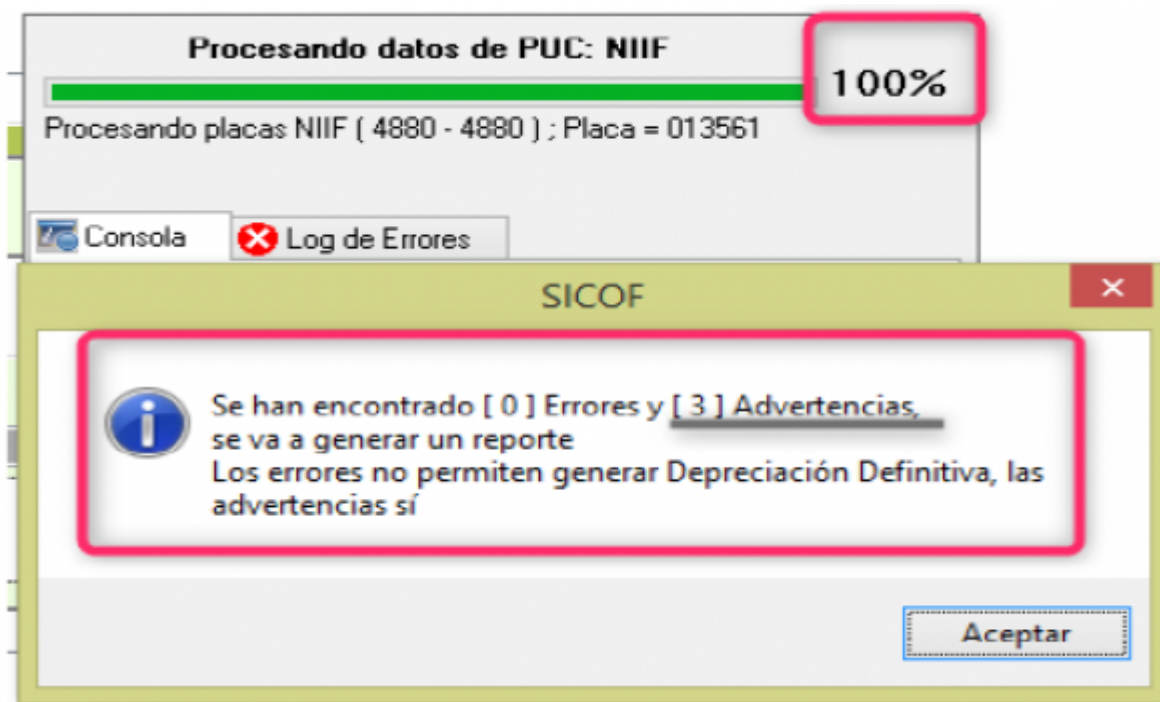 Procesando datos de PUC: NIIF
100%
Procesando placas NIIF ( 4880 - 4880 ) ; Placa = 013561
Consola
Log de Errores
SICOF
Se han encontrado [ 0 ] Errores y [ 3 ] Advertencias,
se va a generar un reporte
Los errores no permiten generar Depreciación Definitiva, las
advertencias sí
Aceptar